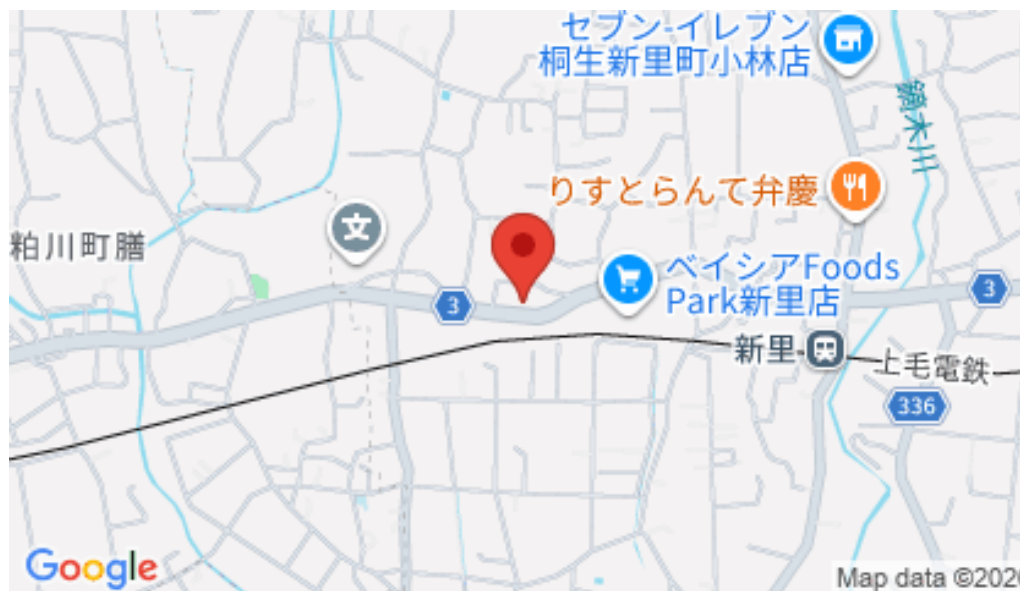 セブン-イレブン
桐生新里町小林店
鏑木川
りすとらんて弁慶
文
粕川町膳
ベイシアFoods
Park新里店
3
3
新里
上毛電鉄
336
Google
Map data ©2026